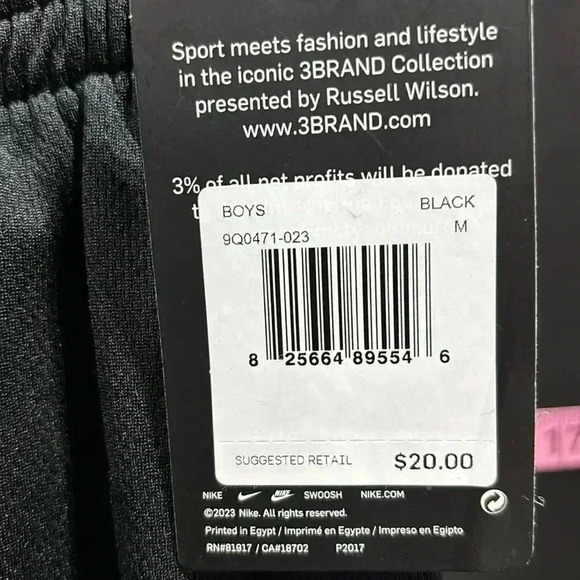 Sport meets fashion and lifestyle
in the iconic 3BRAND Collection
presented by Russell Wilson.
www.3BRAND.com
3% of all net profits will be donated
BOYS BLACK
9Q0471-023 M
8 25664 89554 6
SUGGESTED RETAIL $20.00
NIKE NIKE SWOOSH NIKE.COM
©2023 Nike. All rights reserved.
Printed in Egypt / Imprimé en Egypte / Impreso en Egipto
RN#81917 / CA#18702 P2017
17